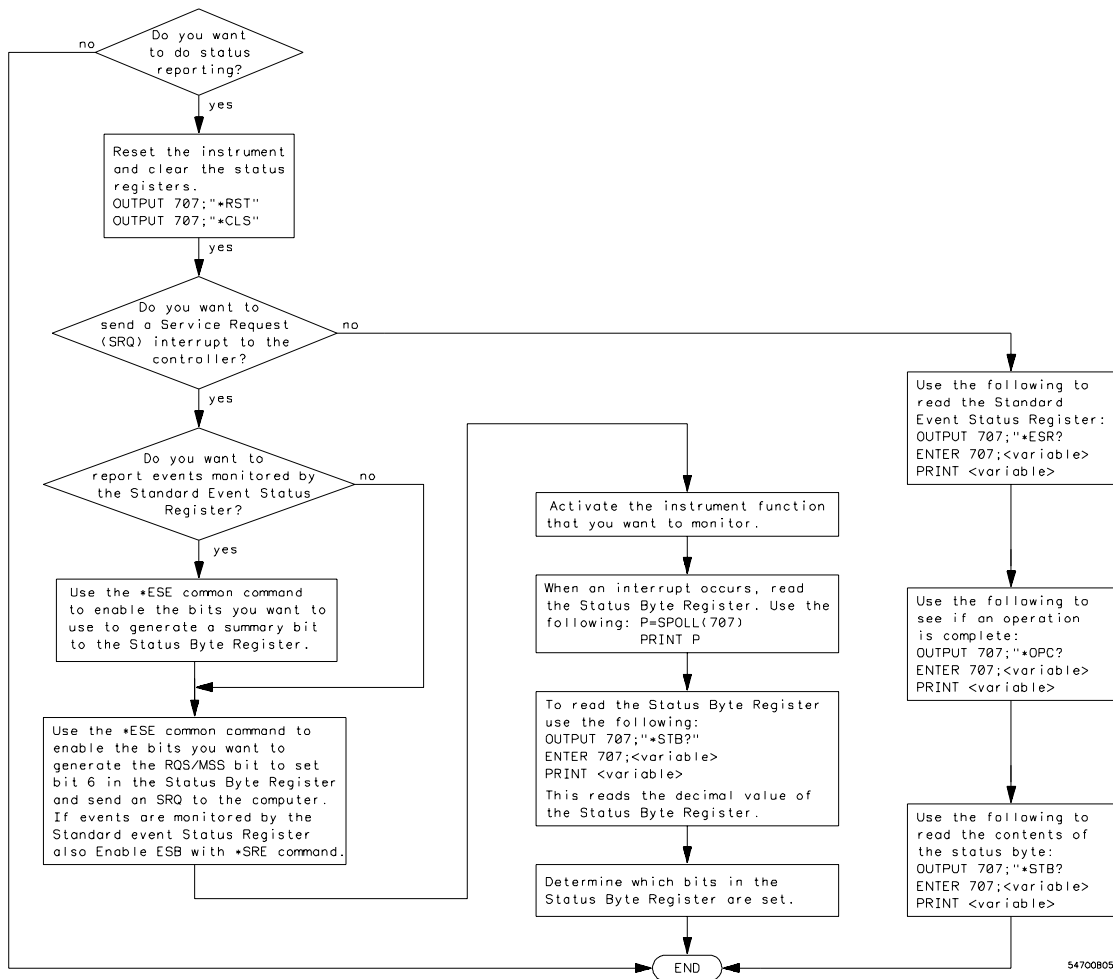 Do you want
to do status
reporting?
no
yes
Reset the instrument
and clear the status
registers.
OUTPUT 707;"*RST"
OUTPUT 707;"*CLS"
yes
Do you want to
send a Service Request
(SRQ) interrupt to the
controller?
no
yes
Do you want to
report events monitored by
the Standard Event Status
Register?
no
yes
Use the *ESE common command
to enable the bits you want to
use to generate a summary bit
to the Status Byte Register.
Use the *ESE common command to
enable the bits you want to
generate the RQS/MSS bit to set
bit 6 in the Status Byte Register
and send an SRQ to the computer.
If events are monitored by the
Standard event Status Register
also Enable ESB with *SRE command.
Activate the instrument function
that you want to monitor.
When an interrupt occurs, read
the Status Byte Register. Use the
following: P=SPOLL(707)
PRINT P
To read the Status Byte Register
use the following:
OUTPUT 707;"*STB?"
ENTER 707;<variable>
PRINT <variable>
This reads the decimal value of
the Status Byte Register.
Determine which bits in the
Status Byte Register are set.
Use the following to
read the Standard
Event Status Register:
OUTPUT 707;"*ESR?
ENTER 707;<variable>
PRINT <variable>
Use the following to
see if an operation
is complete:
OUTPUT 707;"*OPC?
ENTER 707;<variable>
PRINT <variable>
Use the following to
read the contents of
the status byte:
OUTPUT 707;"*STB?
ENTER 707;<variable>
PRINT <variable>
END
54700B05